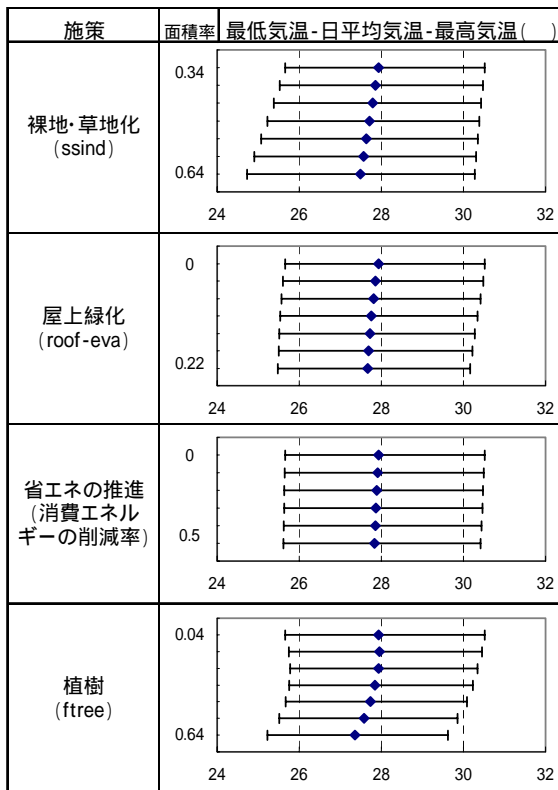 施策 面積率 最低気温-日平均気温-最高気温( )
裸地・草地化
(ssind)
0.34
0.64
24 26 28 30 32
屋上緑化
(roof-eva)
0
0.22
24 26 28 30 32
省エネの推進
(消費エネル
ギーの削減率)
0
0.5
24 26 28 30 32
植樹
(ftree)
0.04
0.64
24 26 28 30 32